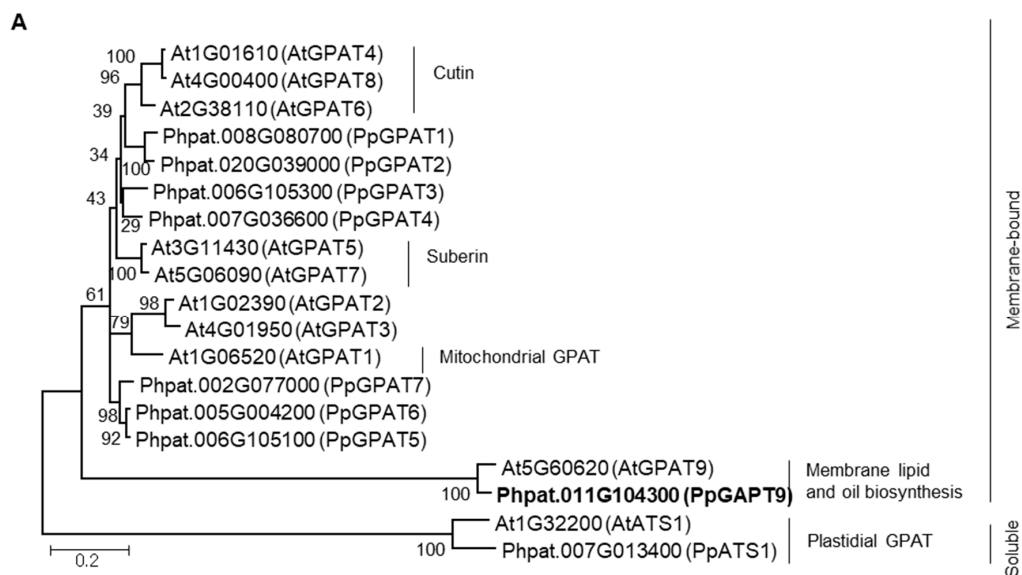 A
100
At1G01610 (AtGPAT4)
96
At4G00400 (AtGPAT8)
Cutin
39
At2G38110 (AtGPAT6)
Phpat.008G080700 (PpGPAT1)
34
100
Phpat.020G039000 (PpGPAT2)
43
Phpat.006G105300 (PpGPAT3)
29
Phpat.007G036600 (PpGPAT4)
At3G11430 (AtGPAT5)
Suberin
100
At5G06090 (AtGPAT7)
61
98
At1G02390 (AtGPAT2)
79
At4G01950 (AtGPAT3)
At1G06520 (AtGPAT1)
Mitochondrial GPAT
Phpat.002G077000 (PpGPAT7)
98
Phpat.005G004200 (PpGPAT6)
92
Phpat.006G105100 (PpGPAT5)
At5G60620 (AtGPAT9)
100
Phpat.011G104300 (PpGAPT9)
Membrane lipid
and oil biosynthesis
Membrane-bound
At1G32200 (AtATS1)
100
Phpat.007G013400 (PpATS1)
Plastidial GPAT
Soluble
0.2